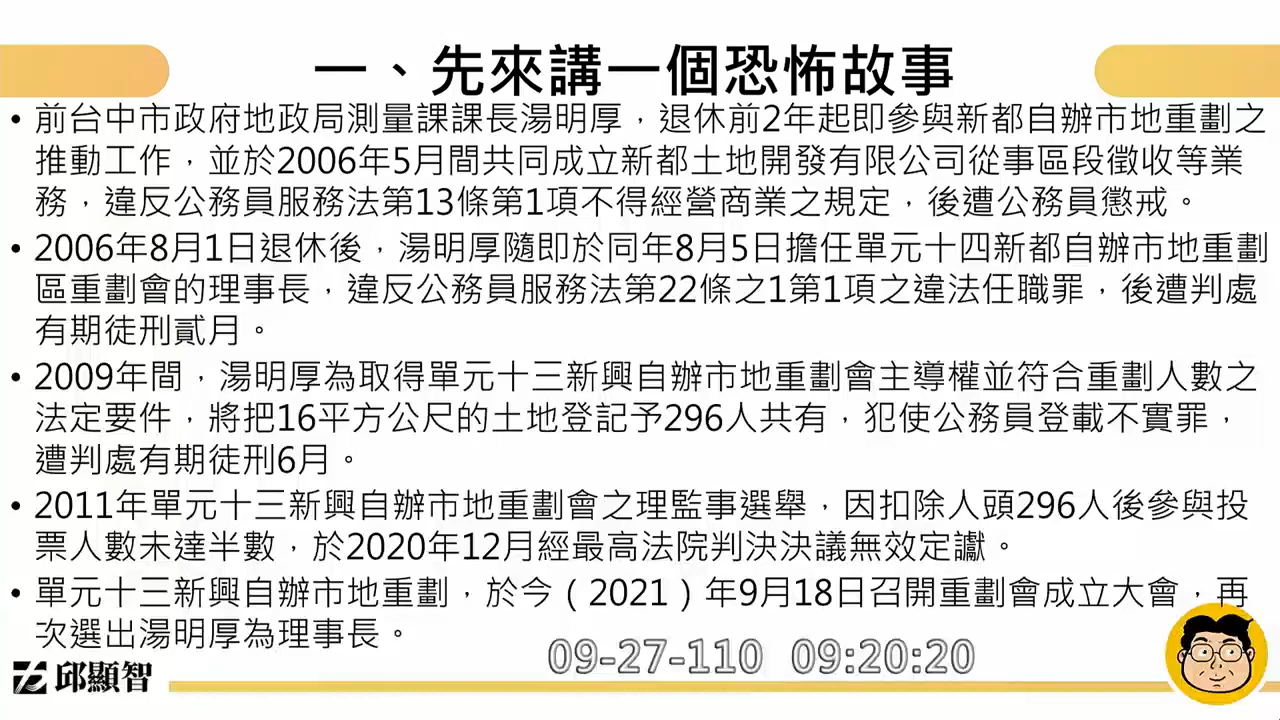 一、先來講一個恐怖故事
• 前台中市政府地政局測量課課長湯明厚，退休前2年起即參與新都自辦市地重劃之
推動工作，並於2006年5月間共同成立新都土地開發有限公司從事區段徵收等業
務，違反公務員服務法第13條第1項不得經營商業之規定，後遭公務員懲戒。
• 2006年8月1日退休後，湯明厚隨即於同年8月5日擔任單元十四新都自辦市地重劃
區重劃會的理事長，違反公務員服務法第22條之1第1項之違法任職罪，後遭判處
有期徒刑貳月。
• 2009年間，湯明厚為取得單元十三新興自辦市地重劃會主導權並符合重劃人數之
法定要件，將把16平方公尺的土地登記予296人共有，犯使公務員登載不實罪，
遭判處有期徒刑6月。
• 2011年單元十三新興自辦市地重劃會之理監事選舉，因扣除人頭296人後參與投
票人數未達半數，於2020年12月經最高法院判決決議無效定讞。
• 單元十三新興自辦市地重劃，於今（2021）年9月18日召開重劃會成立大會，再
次選出湯明厚為理事長。
邱顯智
09-27-110 09:20:20